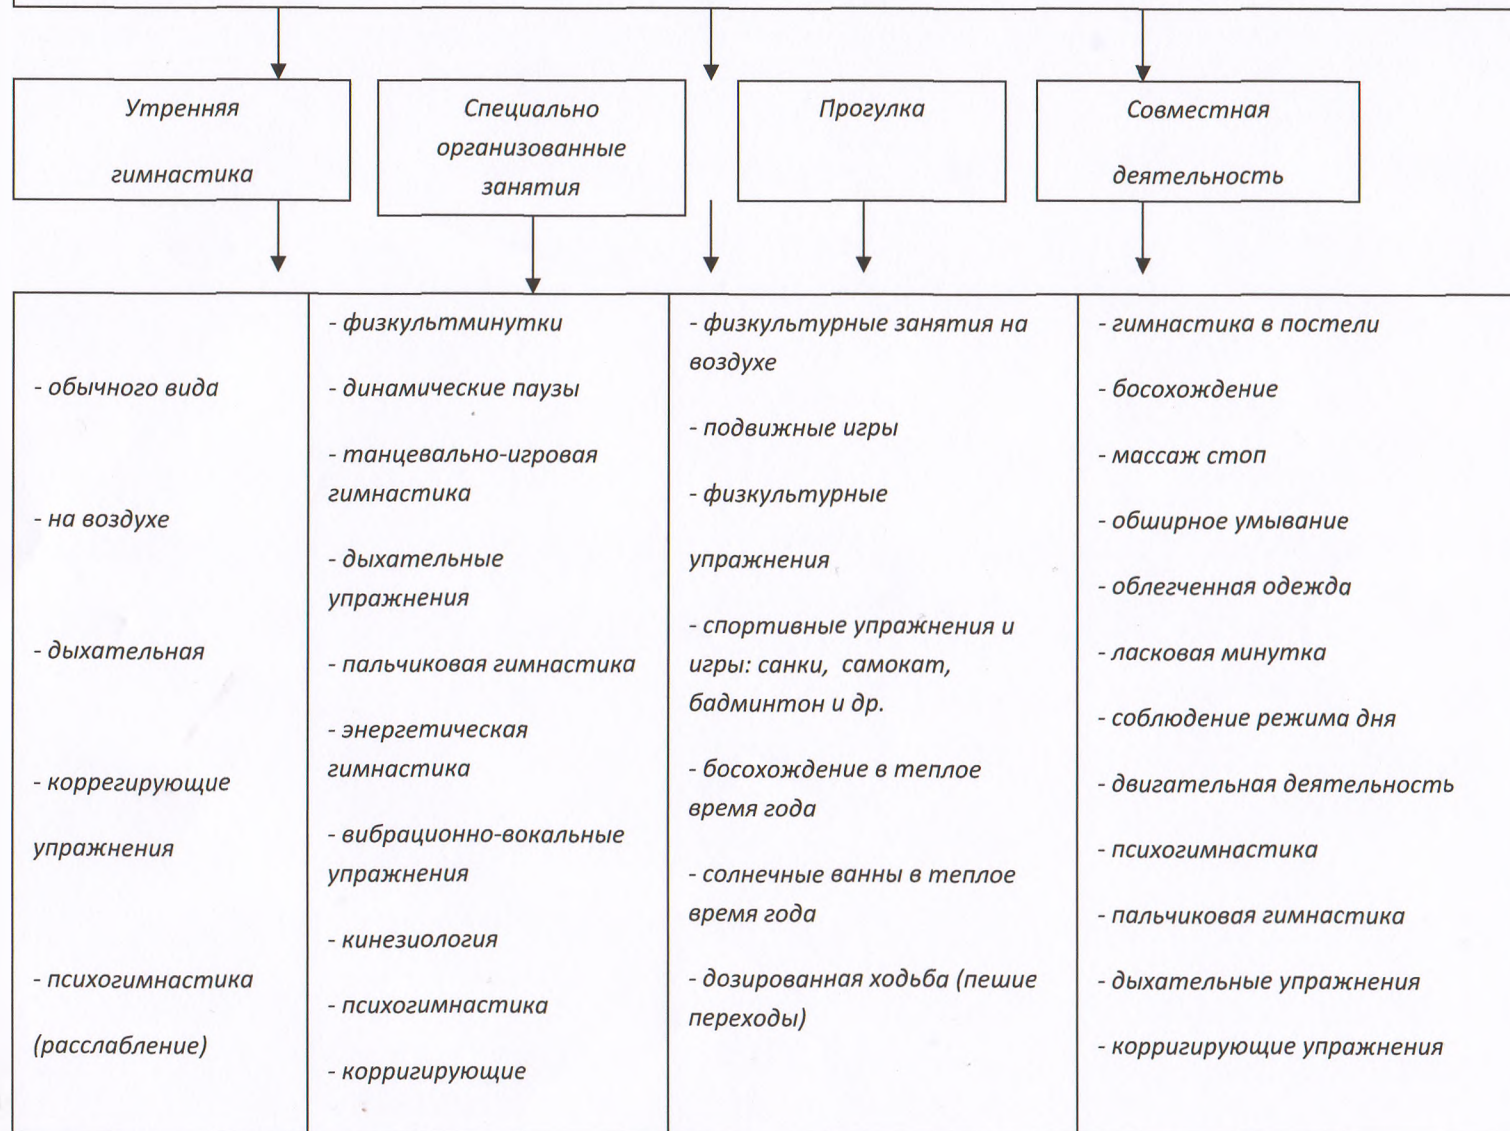 Утренняя
гимнастика
Специально
организованные
занятия
Прогулка
Совместная
деятельность
- обычного вида
- на воздухе
- дыхательная
- коррегирующие
упражнения
- психогимнастика
(расслабление)
- физкультминутки
- динамические паузы
- танцевально-игровая
гимнастика
- дыхательные
упражнения
- пальчиковая гимнастика
- энергетическая
гимнастика
- вибрационно-вокальные
упражнения
- кинезиология
- психогимнастика
- корригирующие
- физкультурные занятия на
воздухе
- подвижные игры
- физкультурные
упражнения
- спортивные упражнения и
игры: санки, самокат,
бадминтон и др.
- босохождение в теплое
время года
- солнечные ванны в теплое
время года
- дозированная ходьба (пешие
переходы)
- гимнастика в постели
- босохождение
- массаж стоп
- обширное умывание
- облегченная одежда
- ласковая минутка
- соблюдение режима дня
- двигательная деятельность
- психогимнастика
- пальчиковая гимнастика
- дыхательные упражнения
- корригирующие упражнения